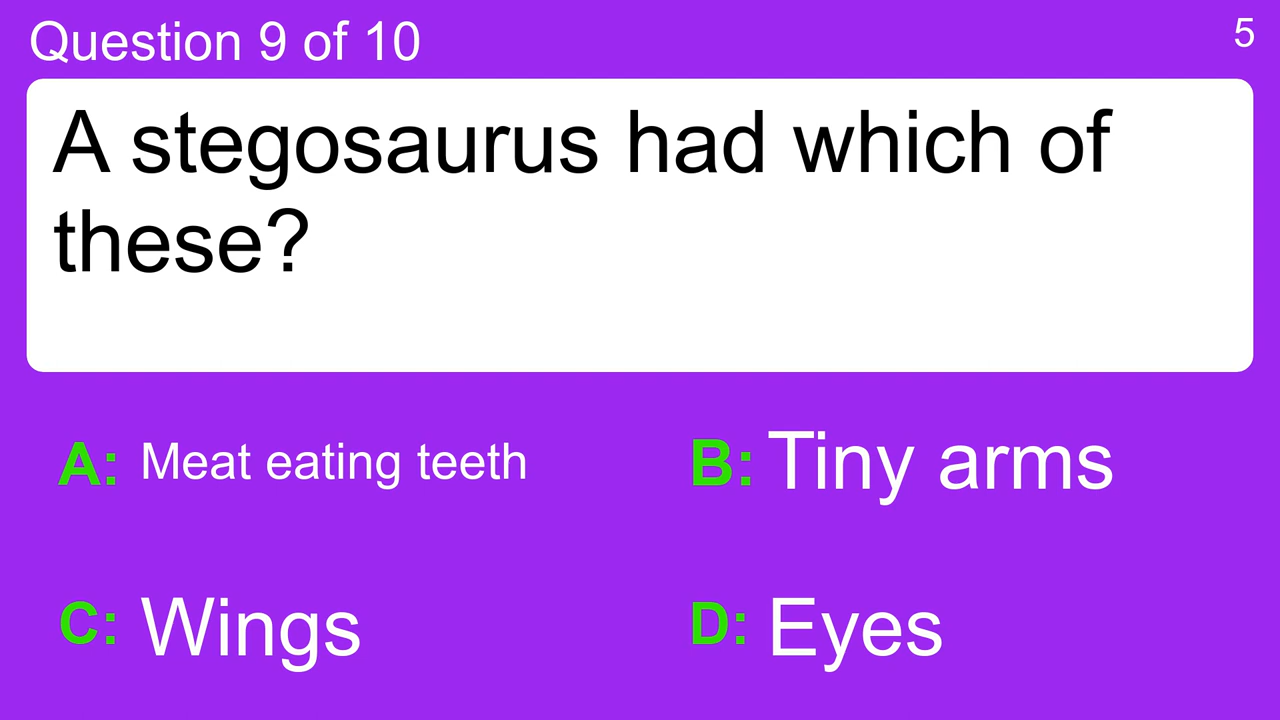 Question 9 of 10
5
A stegosaurus had which of
these?
A: Meat eating teeth
B: Tiny arms
C: Wings
D: Eyes